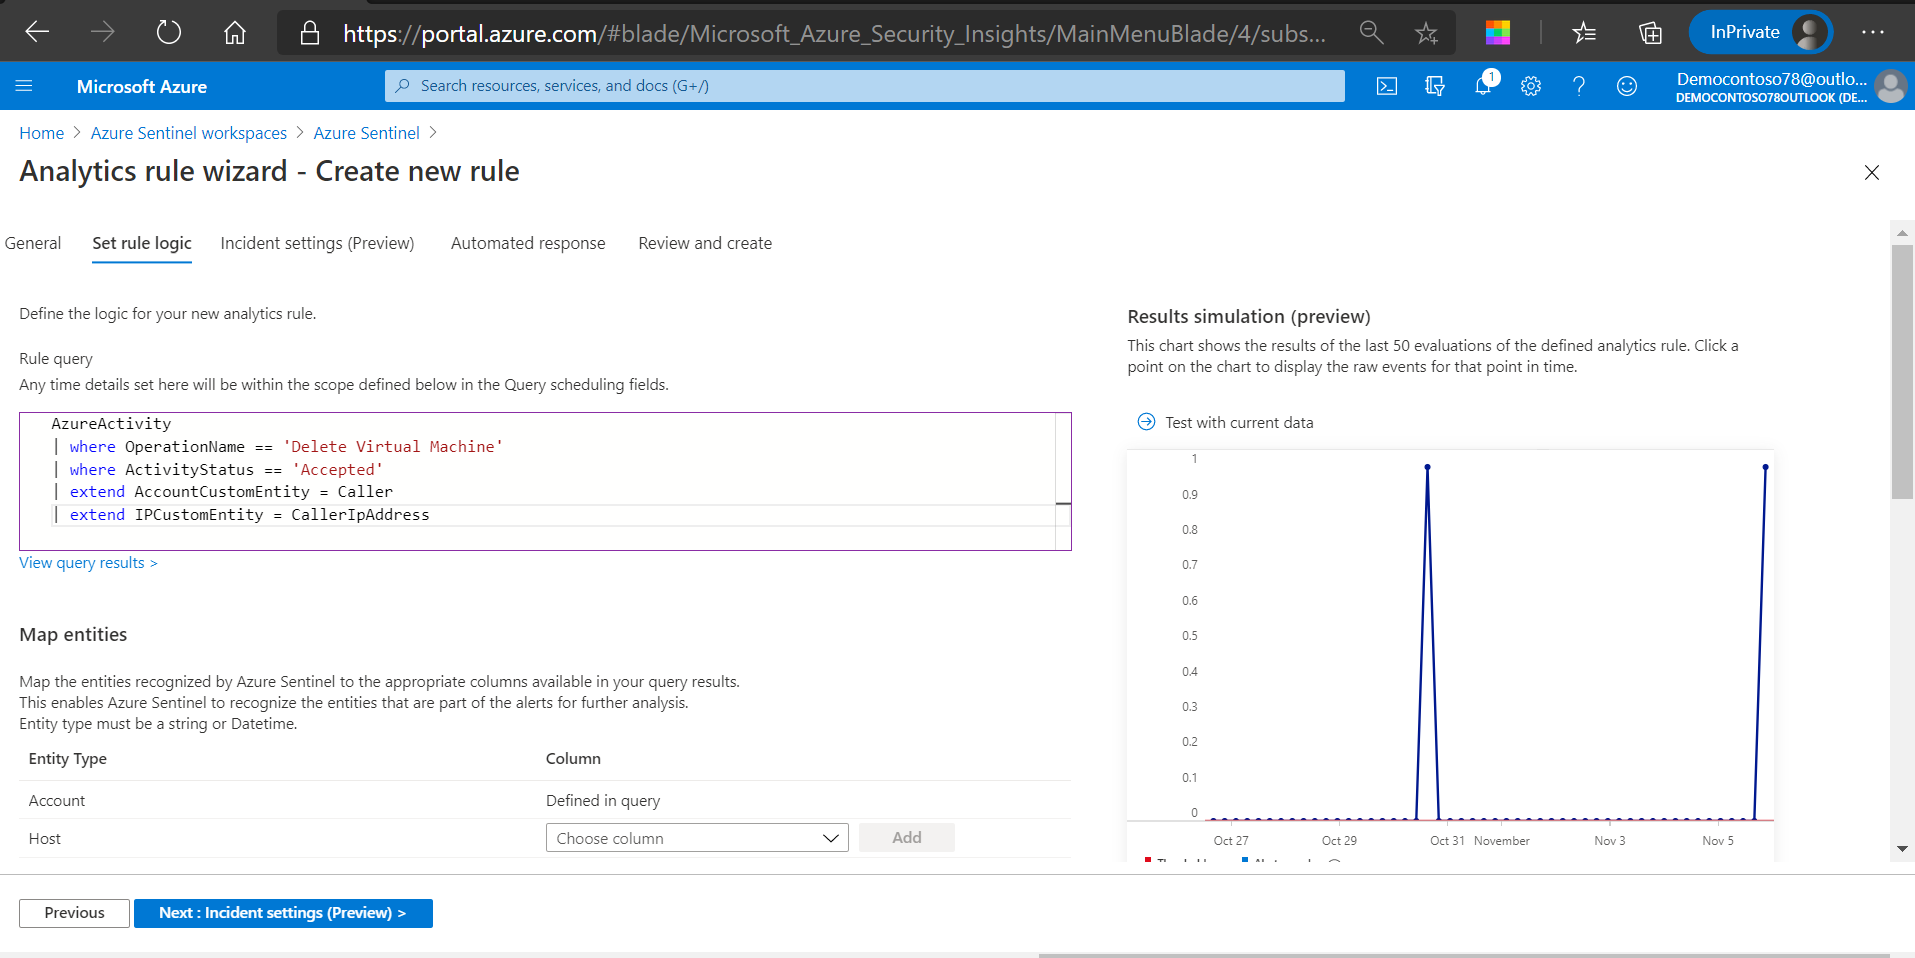 https://portal.azure.com/#blade/Microsoft_Azure_Security_Insights/MainMenuBlade/4/subs...
InPrivate
Microsoft Azure
Search resources, services, and docs (G+/)
1
Democontoso78@outlo...
DEMOCONTOSO78OUTLOOK (DE...
Home > Azure Sentinel workspaces > Azure Sentinel >
Analytics rule wizard - Create new rule
General Set rule logic Incident settings (Preview) Automated response Review and create
Define the logic for your new analytics rule.
Rule query
Any time details set here will be within the scope defined below in the Query scheduling fields.
AzureActivity
| where OperationName == 'Delete Virtual Machine'
| where ActivityStatus == 'Accepted'
| extend AccountCustomEntity = Caller
| extend IPCustomEntity = CallerIpAddress
View query results >
Map entities
Map the entities recognized by Azure Sentinel to the appropriate columns available in your query results.
This enables Azure Sentinel to recognize the entities that are part of the alerts for further analysis.
Entity type must be a string or Datetime.
Entity Type Column
Account Defined in query
Host Choose column Add
Previous Next : Incident settings (Preview) >
Results simulation (preview)
This chart shows the results of the last 50 evaluations of the defined analytics rule. Click a
point on the chart to display the raw events for that point in time.
Test with current data
1
0.9
0.8
0.7
0.6
0.5
0.4
0.3
0.2
0.1
0
Oct 27 Oct 29 Oct 31 November Nov 3 Nov 5